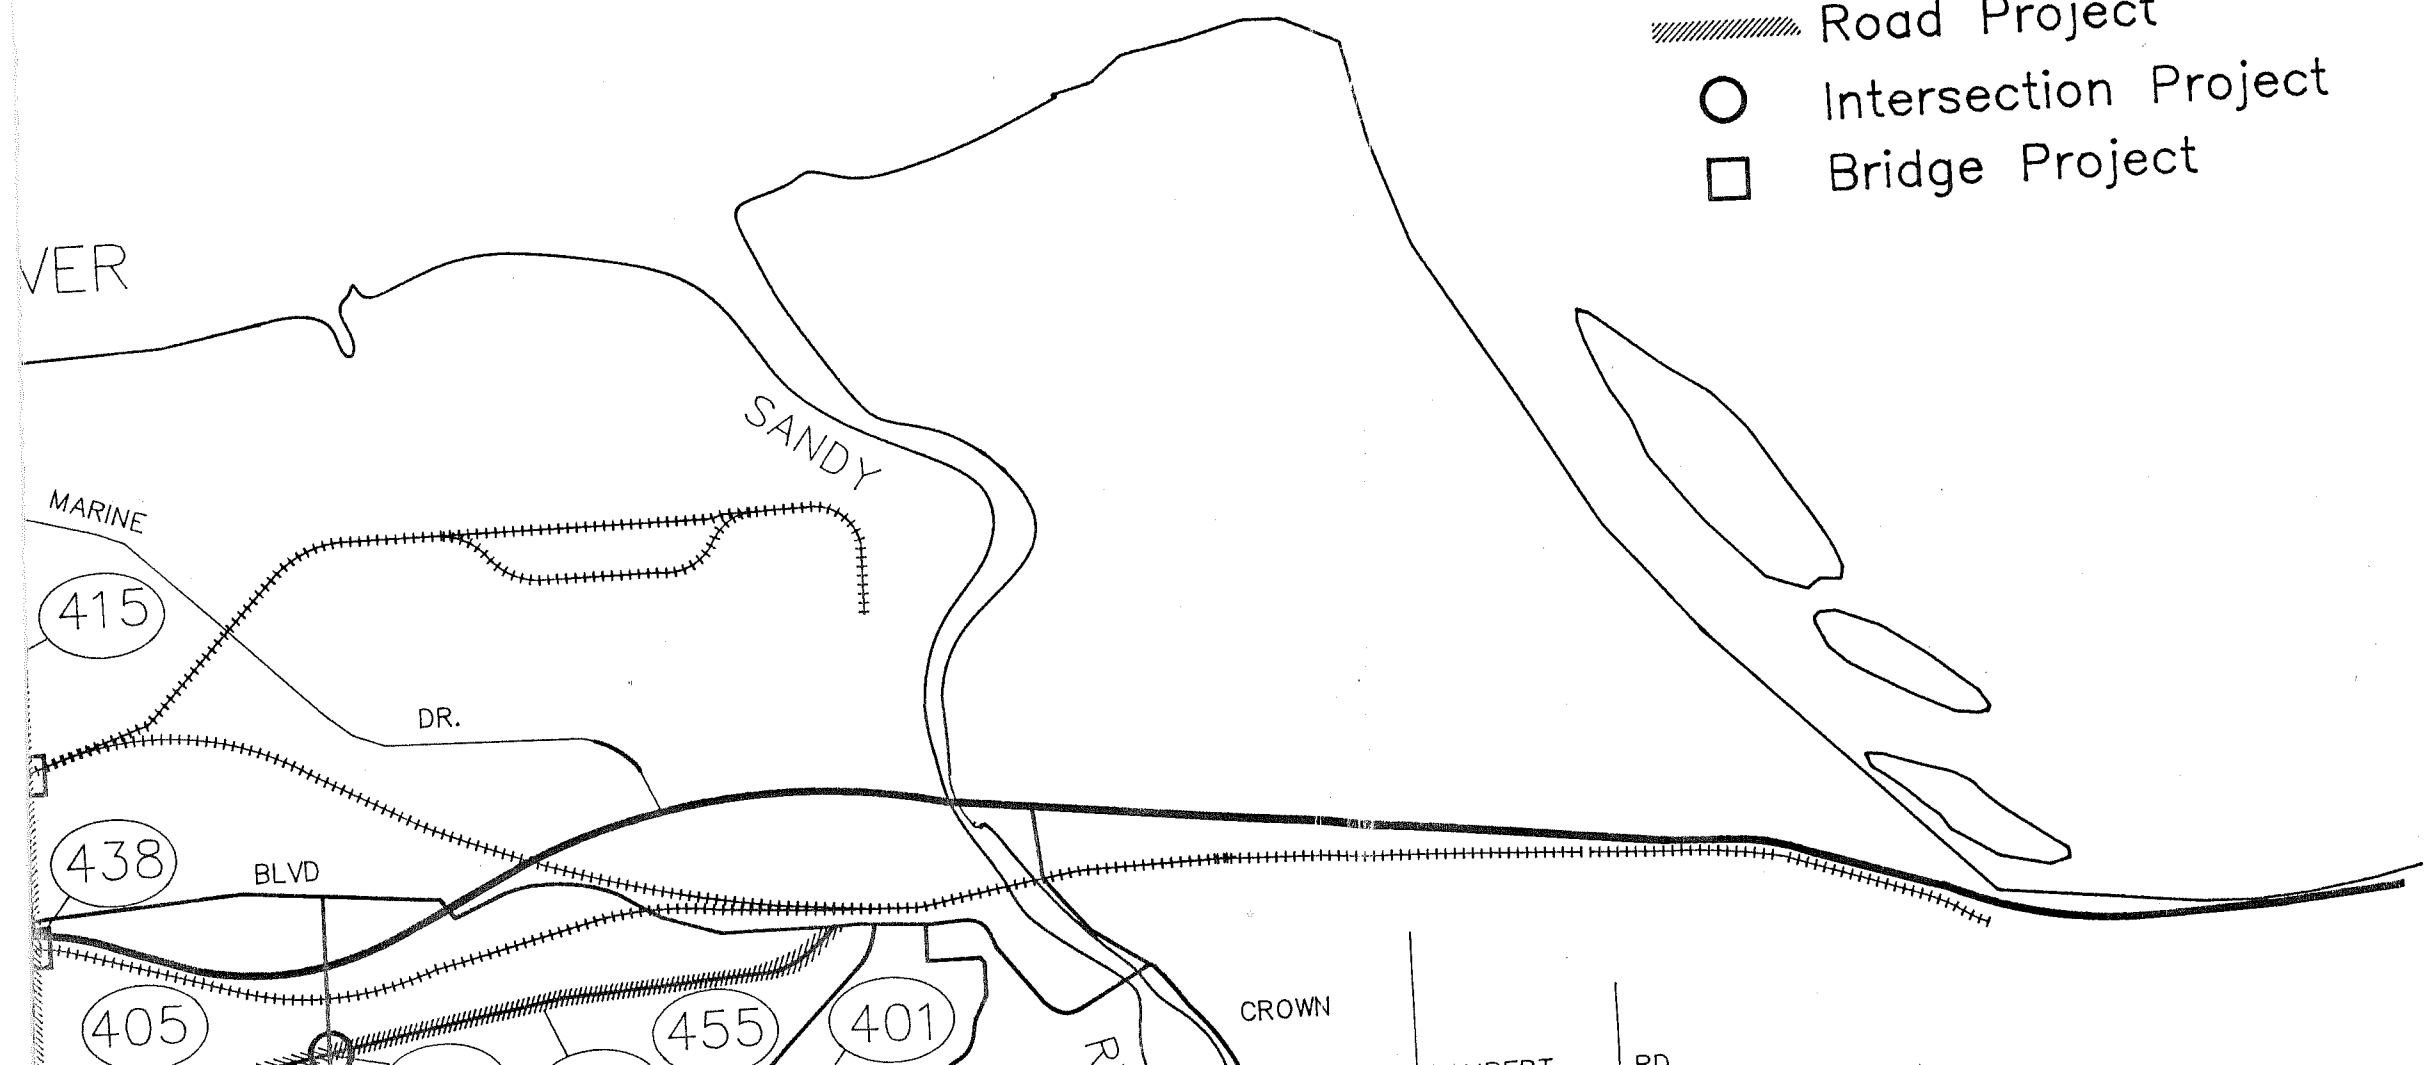 Road Project
Intersection Project
Bridge Project
VER
SANDY
MARINE
415
DR.
438
BLVD
405
455
401
CROWN
R
RD